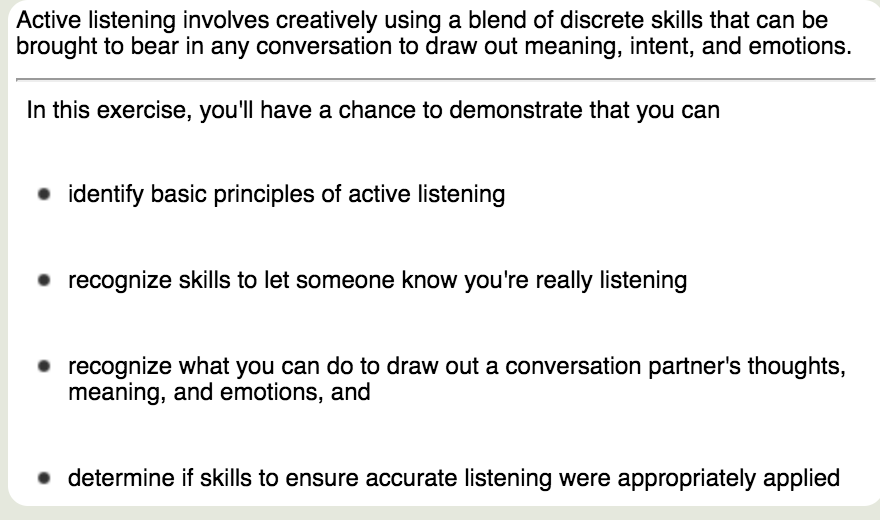 Active listening involves creatively using a blend of discrete skills that can be
brought to bear in any conversation to draw out meaning, intent, and emotions.
In this exercise, you'll have a chance to demonstrate that you can
identify basic principles of active listening
recognize skills to let someone know you're really listening
recognize what you can do to draw out a conversation partner's thoughts,
meaning, and emotions, and
determine if skills to ensure accurate listening were appropriately applied